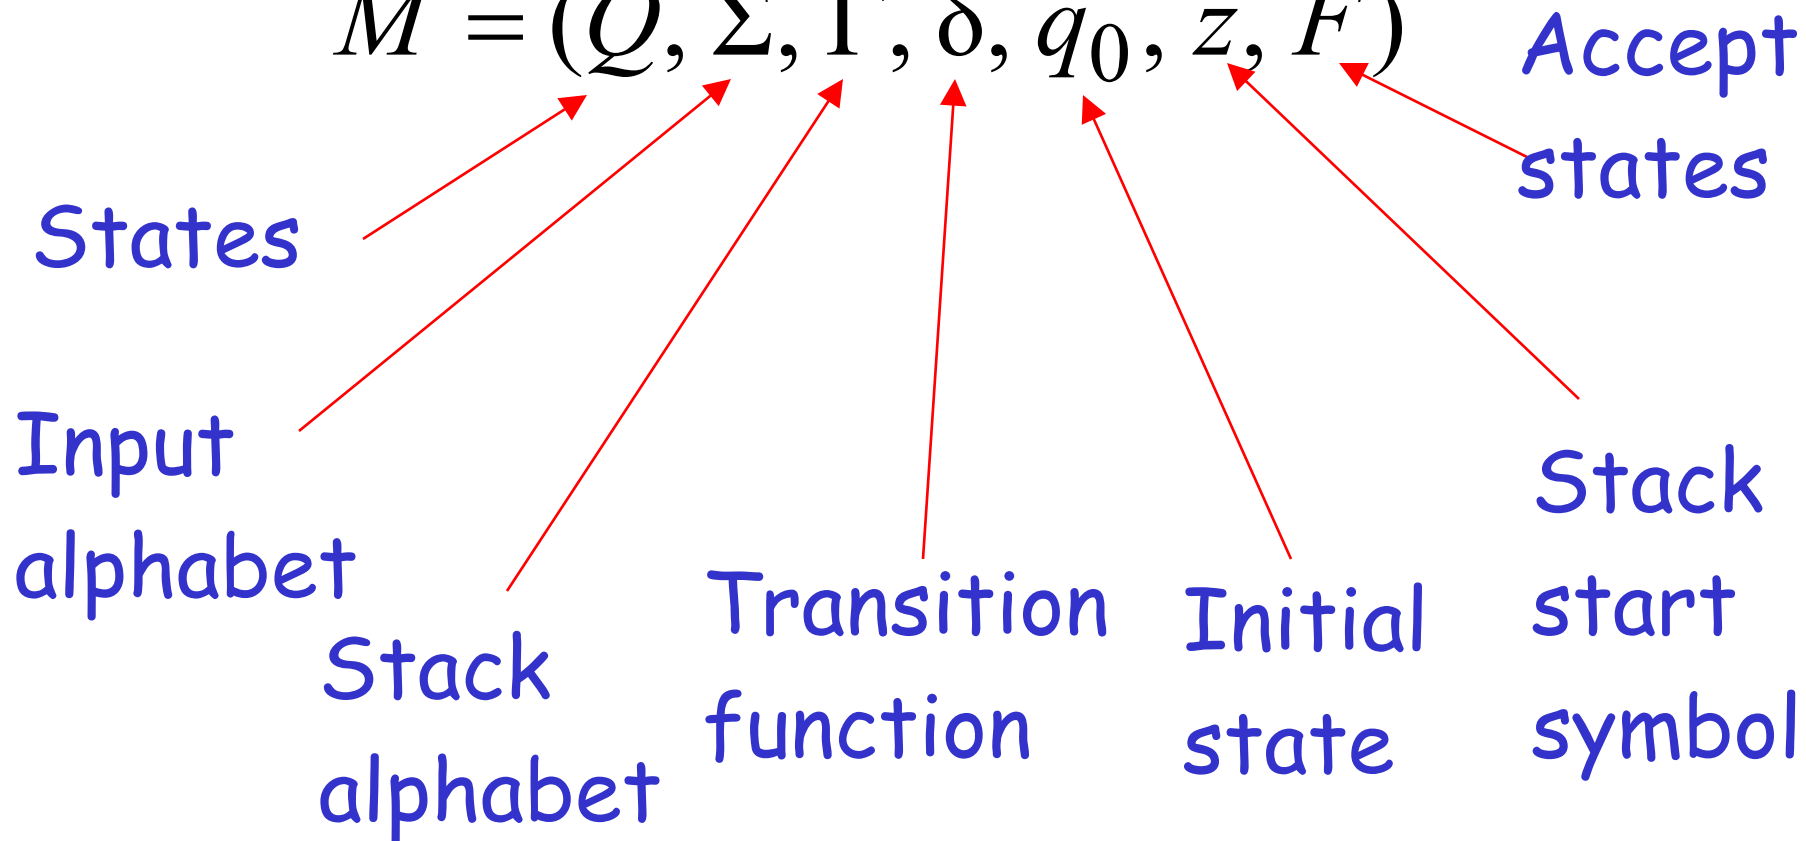 M = (Q, Σ, Γ, δ, q₀, z, F)
Accept
states
States
Input
alphabet
Stack
alphabet
Transition
function
Initial
state
Stack
start
symbol